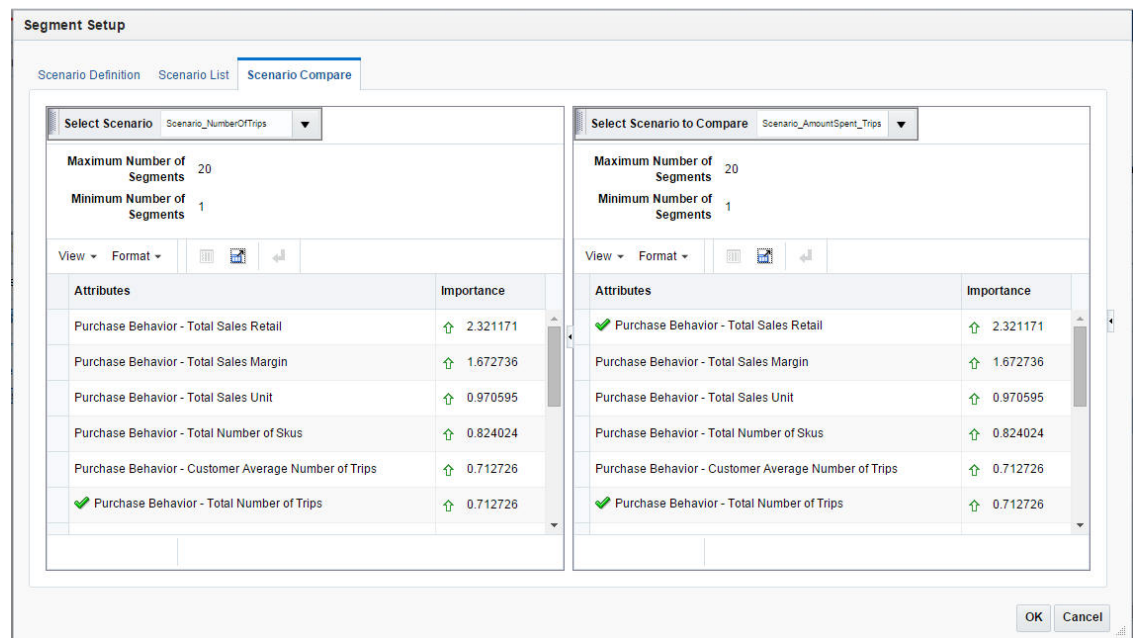 Segment Setup
Scenario Definition Scenario List Scenario Compare
Select Scenario Scenario_NumberOfTrips
Maximum Number of
Segments
20
Minimum Number of
Segments
1
View Format
Attributes Importance
Purchase Behavior - Total Sales Retail 2.321171
Purchase Behavior - Total Sales Margin 1.672736
Purchase Behavior - Total Sales Unit 0.970595
Purchase Behavior - Total Number of Skus 0.824024
Purchase Behavior - Customer Average Number of Trips 0.712726
Purchase Behavior - Total Number of Trips 0.712726
Select Scenario to Compare Scenario_AmountSpent_Trips
Maximum Number of
Segments
20
Minimum Number of
Segments
1
View Format
Attributes Importance
Purchase Behavior - Total Sales Retail 2.321171
Purchase Behavior - Total Sales Margin 1.672736
Purchase Behavior - Total Sales Unit 0.970595
Purchase Behavior - Total Number of Skus 0.824024
Purchase Behavior - Customer Average Number of Trips 0.712726
Purchase Behavior - Total Number of Trips 0.712726
OK Cancel